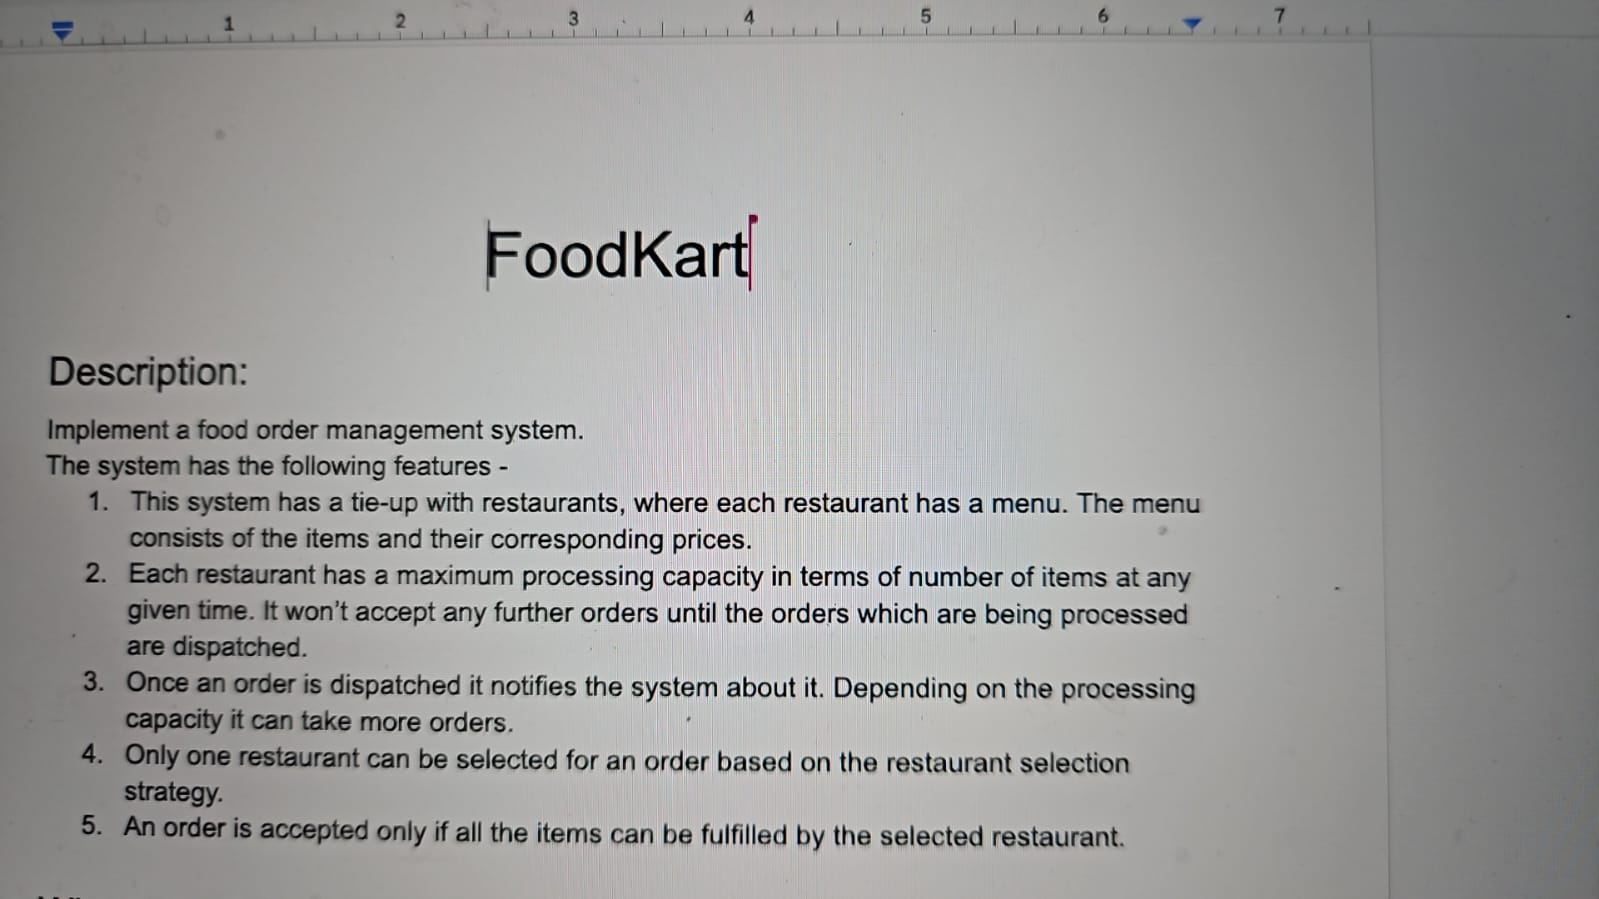 1 2 3 4 5 6 7
FoodKart
Description:
Implement a food order management system.
The system has the following features -
1. This system has a tie-up with restaurants, where each restaurant has a menu. The menu
consists of the items and their corresponding prices.
2. Each restaurant has a maximum processing capacity in terms of number of items at any
given time. It won't accept any further orders until the orders which are being processed
are dispatched.
3. Once an order is dispatched it notifies the system about it. Depending on the processing
capacity it can take more orders.
4. Only one restaurant can be selected for an order based on the restaurant selection
strategy.
5. An order is accepted only if all the items can be fulfilled by the selected restaurant.